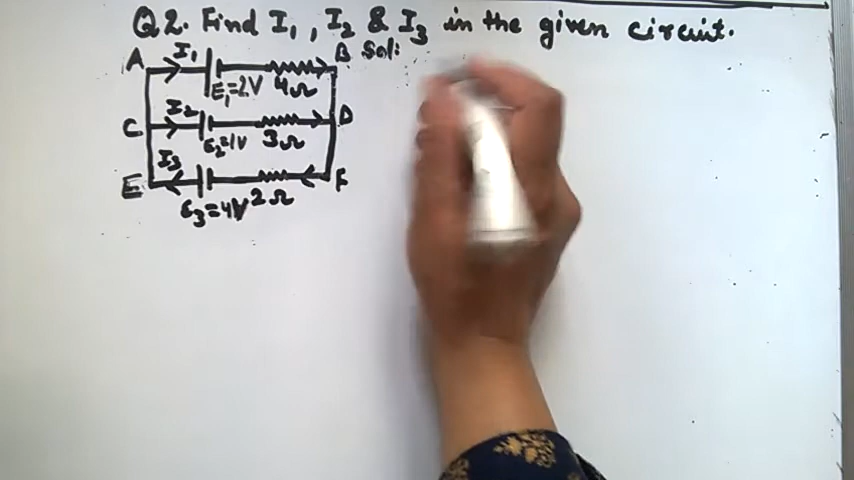 Q2. Find I1, I2 & I3 in the given circuit.
A I1 B Sol:
E1=2V 4Ω
C I2 D
E2=1V 3Ω
I3
E F
E3=4V 2Ω